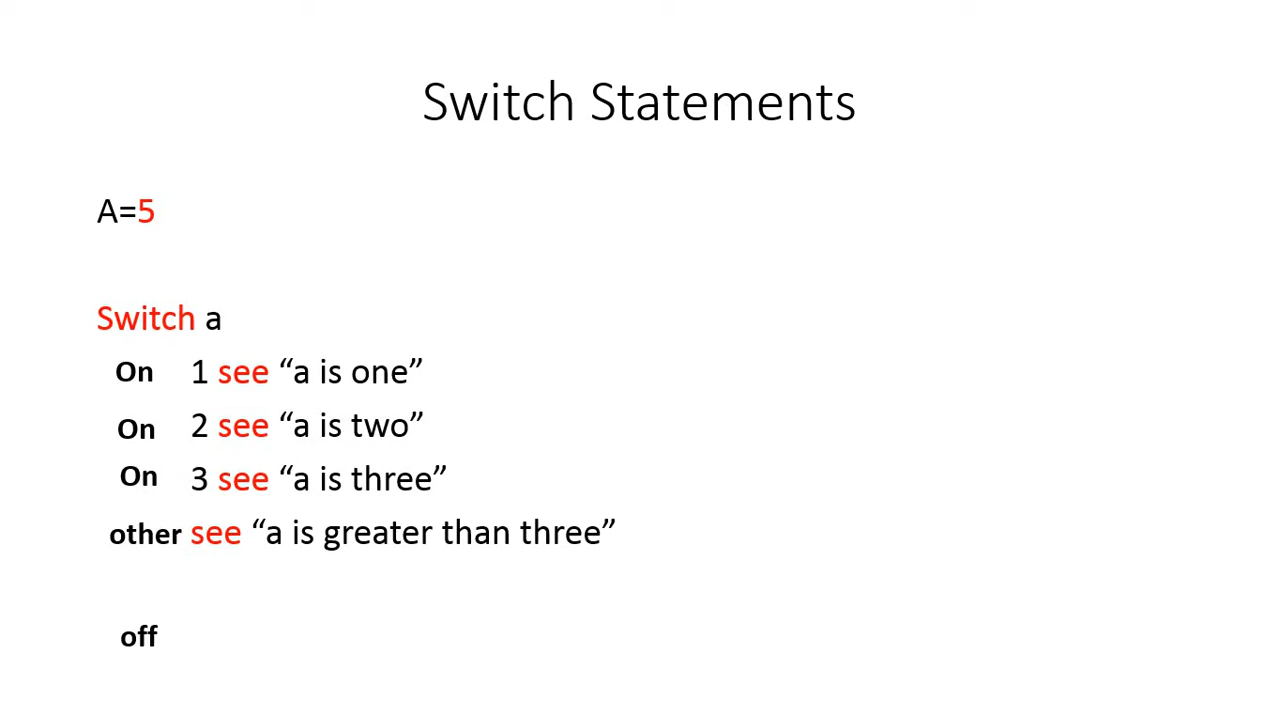 Switch Statements
A=5
Switch a
On 1 see “a is one”
On 2 see “a is two”
On 3 see “a is three”
other see “a is greater than three”
off